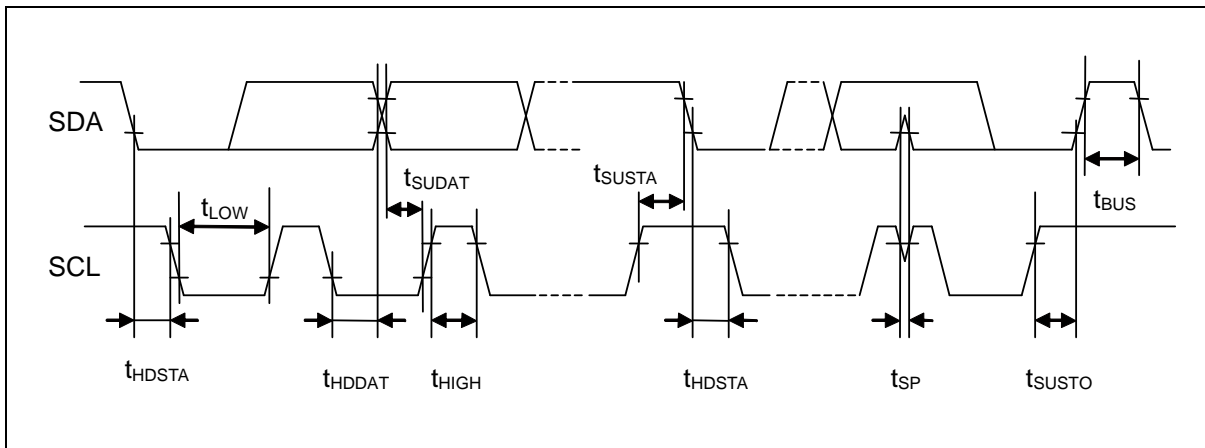 SDA
tSUDAT
tSUSTA
tBUS
tLOW
SCL
tHDSTA
tHDDAT
tHIGH
tHDSTA
tSP
tSUSTO